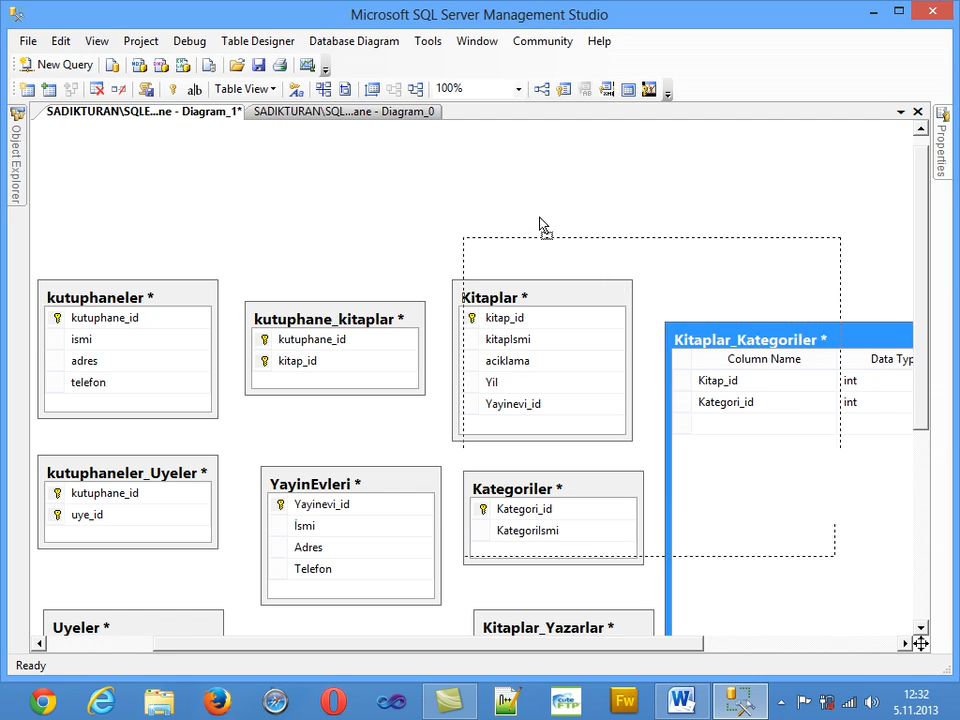 Microsoft SQL Server Management Studio
File Edit View Project Debug Table Designer Database Diagram Tools Window Community Help
New Query
ab Table View 100%
SADIKTURAN\SQLE...ne - Diagram_1* SADIKTURAN\SQL...ane - Diagram_0
Object Explorer
Properties
kutuphaneler *
kutuphane_id
ismi
adres
telefon
kutuphane_kitaplar *
kutuphane_id
kitap_id
Kitaplar *
kitap_id
kitapIsmi
aciklama
Yil
Yayinevi_id
Kitaplar_Kategoriler *
Column Name Data Typ
Kitap_id int
Kategori_id int
kutuphaneler_Uyeler *
kutuphane_id
uye_id
YayinEvleri *
Yayinevi_id
İsmi
Adres
Telefon
Kategoriler *
Kategori_id
KategoriIsmi
Uyeler *
Kitaplar_Yazarlar *
Ready
cute
FTP
Fw
12:32
5.11.2013